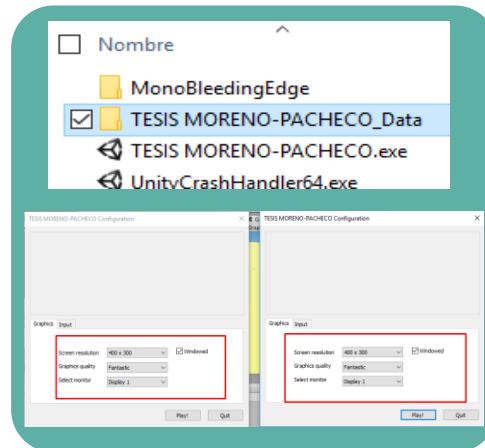 Nombre
MonoBleedingEdge
TESIS MORENO-PACHECO_Data
TESIS MORENO-PACHECO.exe
UnityCrashHandler64.exe
TESIS MORENO-PACHECO Configuration
Graphics Input
Screen resolution 400 x 300 Windowed
Graphics quality Fantastic
Select monitor Display 1
Play! Quit
TESIS MORENO-PACHECO Configuration
Graphics Input
Screen resolution 400 x 300 Windowed
Graphics quality Fantastic
Select monitor Display 1
Play! Quit